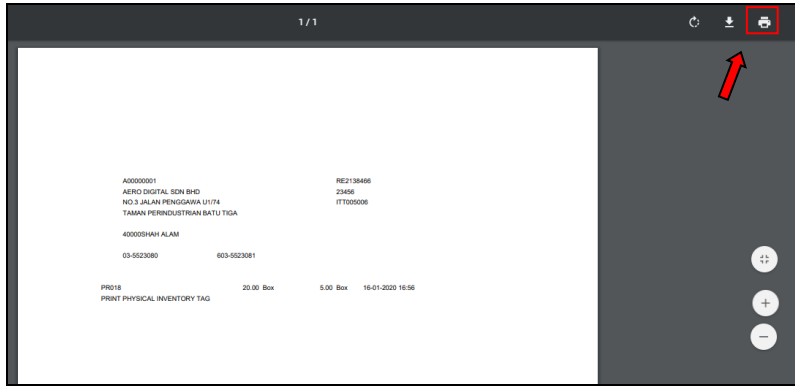 1 / 1
A00000001 RE2138466
AERO DIGITAL SDN BHD 23456
NO.3 JALAN PENGGAWA U1/74 ITT005006
TAMAN PERINDUSTRIAN BATU TIGA
40000SHAH ALAM
03-5523080 603-5523081
PR018 20.00 Box 5.00 Box 16-01-2020 16:56
PRINT PHYSICAL INVENTORY TAG